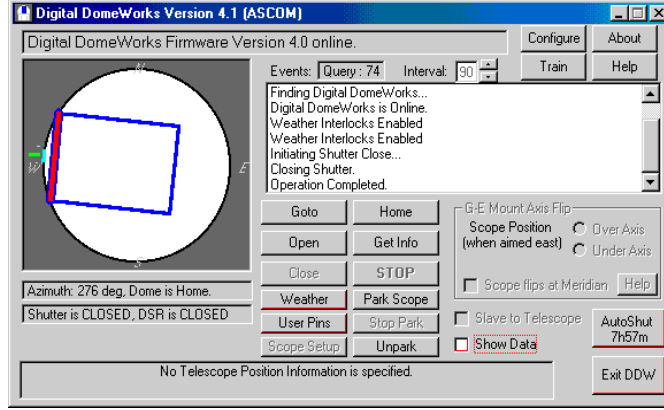 Digital DomeWorks Version 4.1 (ASCOM)
Digital DomeWorks Firmware Version 4.0 online.
Configure
About
Events:
Query : 74
Interval:
90
Train
Help
N
W
E
S
Finding Digital DomeWorks...
Digital DomeWorks is Online.
Weather Interlocks Enabled
Weather Interlocks Enabled
Initiating Shutter Close...
Closing Shutter.
Operation Completed.
Goto
Home
Open
Get Info
Close
STOP
Weather
Park Scope
User Pins
Stop Park
Scope Setup
Unpark
G-E Mount Axis Flip
Scope Position
(when aimed east)
Over Axis
Under Axis
Scope flips at Meridian
Help
Azimuth: 276 deg, Dome is Home.
Shutter is CLOSED, DSR is CLOSED
Slave to Telescope
Show Data
AutoShut
7h57m
No Telescope Position Information is specified.
Exit DDW